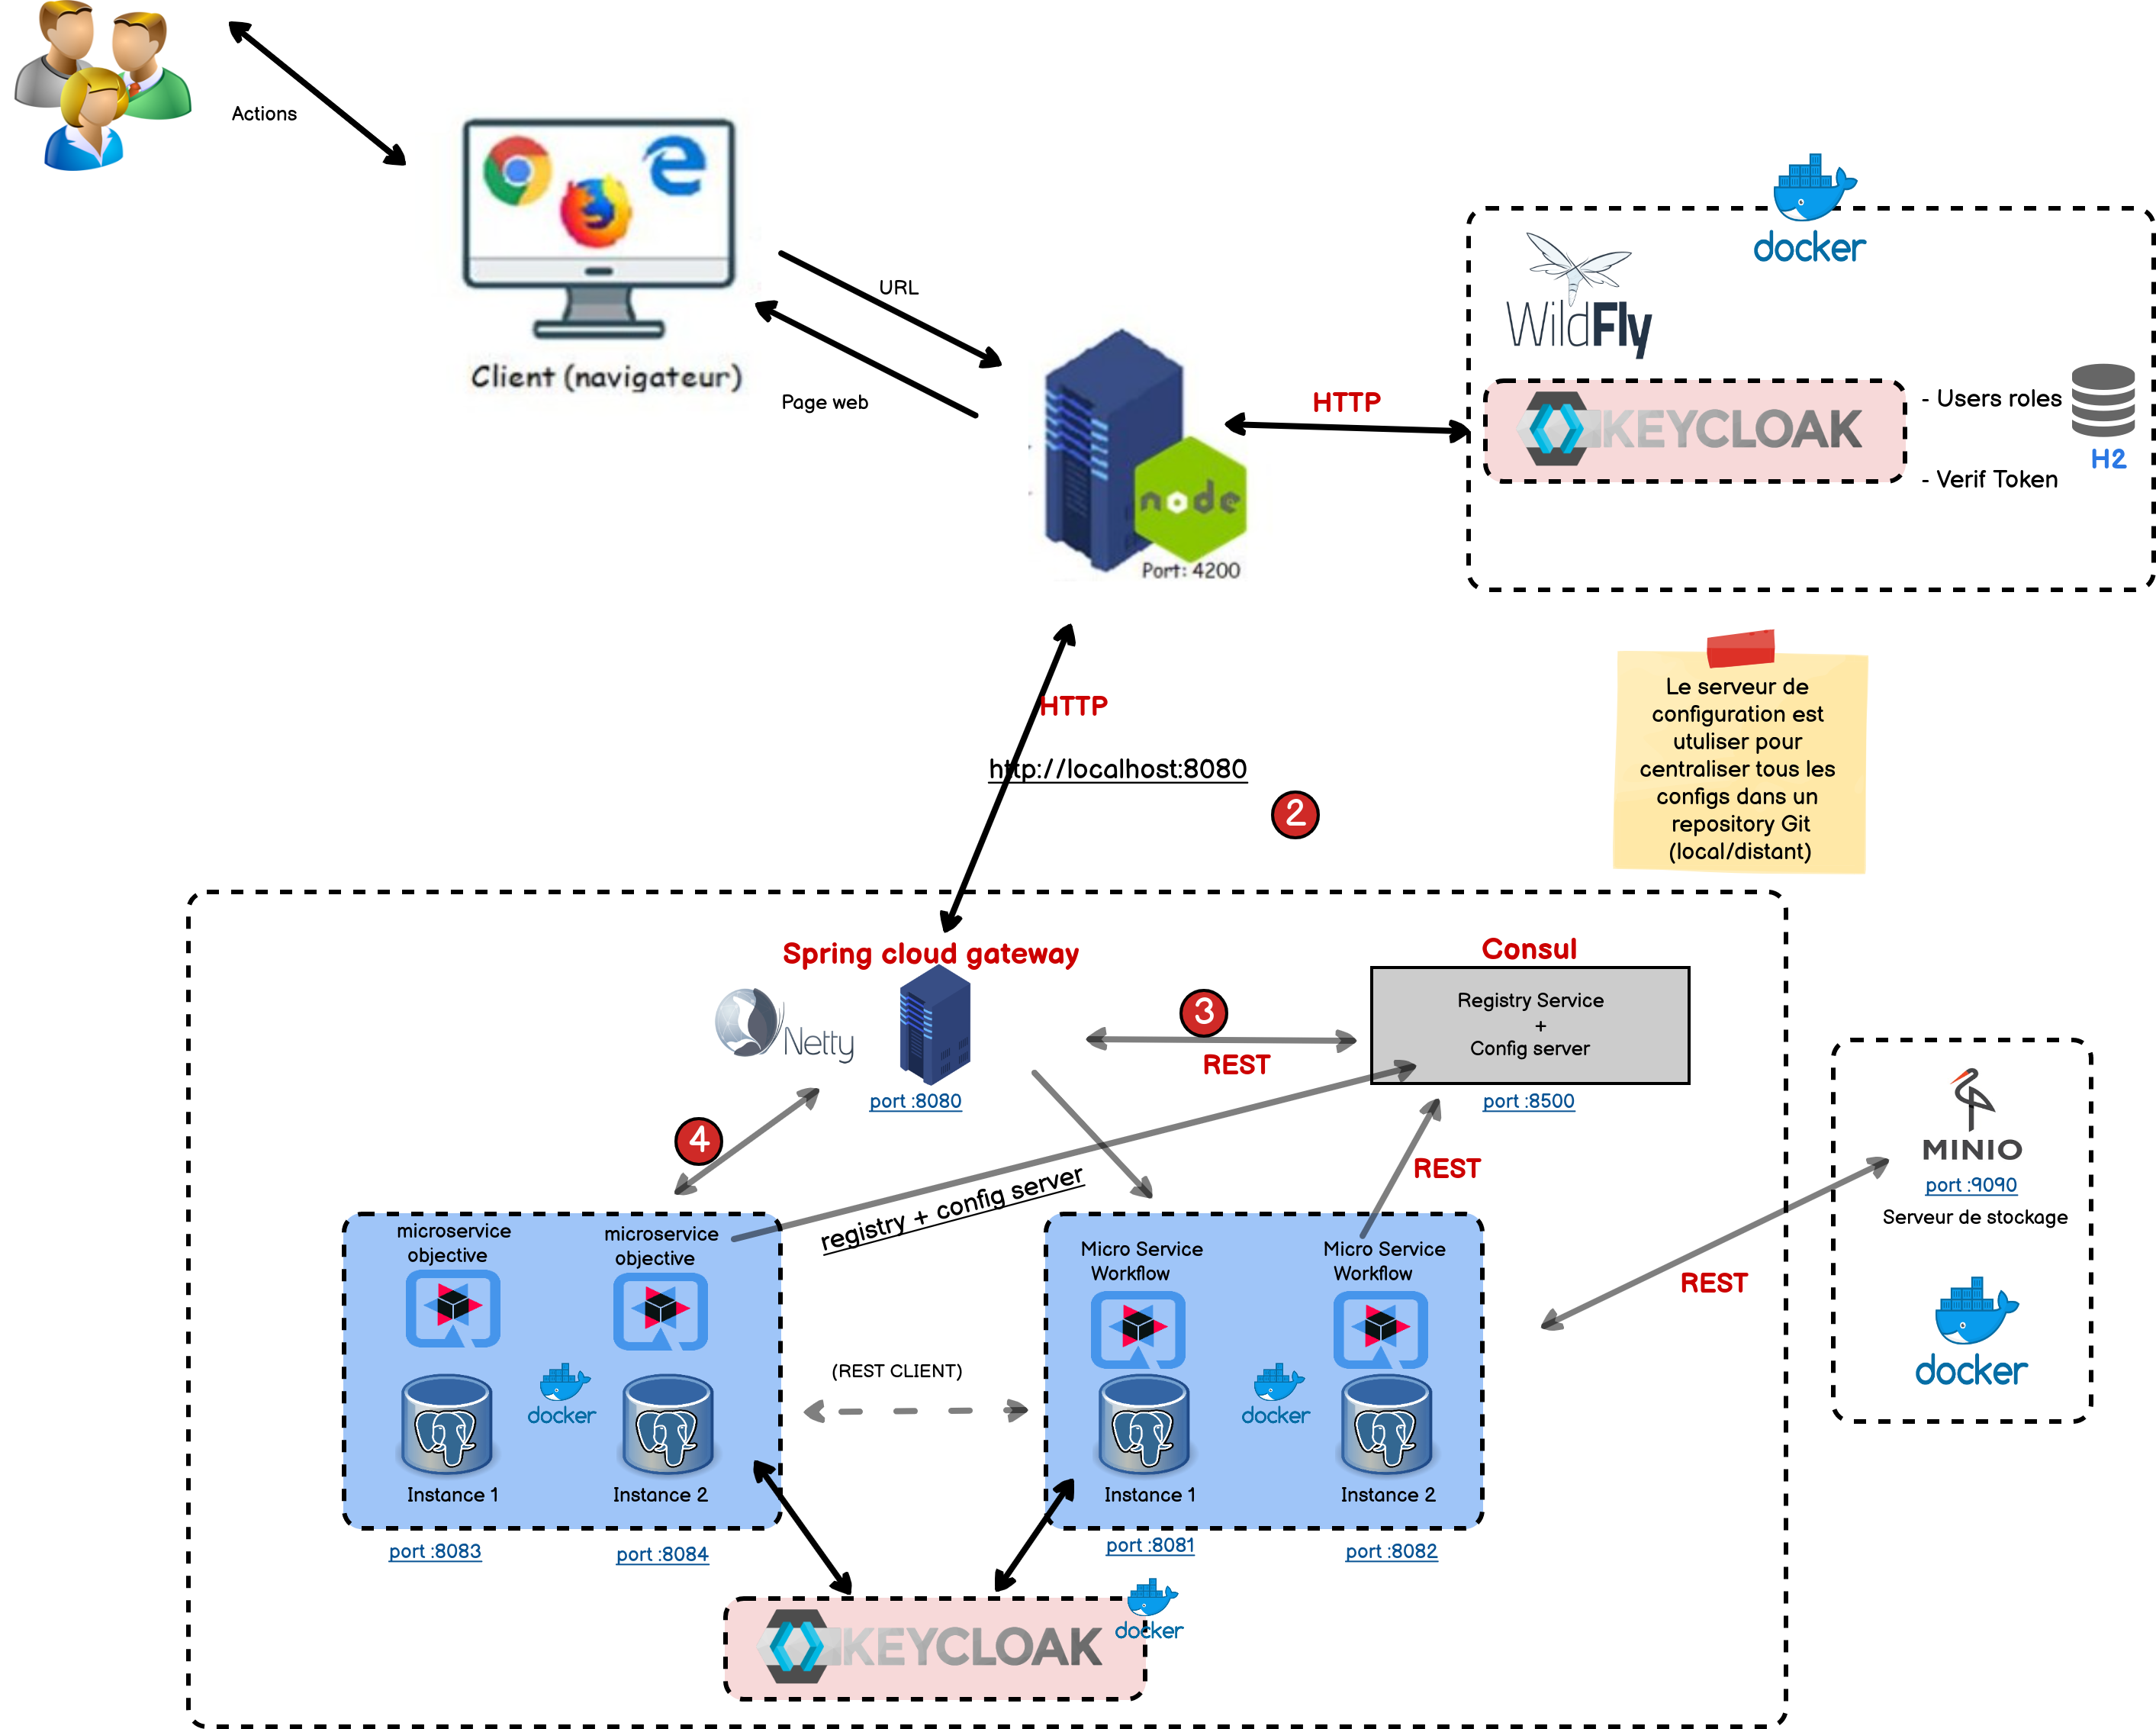 Actions
Client (navigateur)
URL
Page web
node
Port: 4200
HTTP
docker
WildFly
KEYCLOAK
- Users roles
- Verif Token
H2
HTTP
http://localhost:8080
2
Le serveur de
configuration est
utuliser pour
centraliser tous les
configs dans un
repository Git
(local/distant)
Spring cloud gateway
Netty
port :8080
3
REST
Consul
Registry Service
+
Config server
port :8500
4
registry + config server
REST
microservice
objective
microservice
objective
docker
Instance 1
Instance 2
port :8083
port :8084
(REST CLIENT)
Micro Service
Workflow
Micro Service
Workflow
docker
Instance 1
Instance 2
port :8081
port :8082
REST
MINIO
port :9090
Serveur de stockage
docker
KEYCLOAK
docker